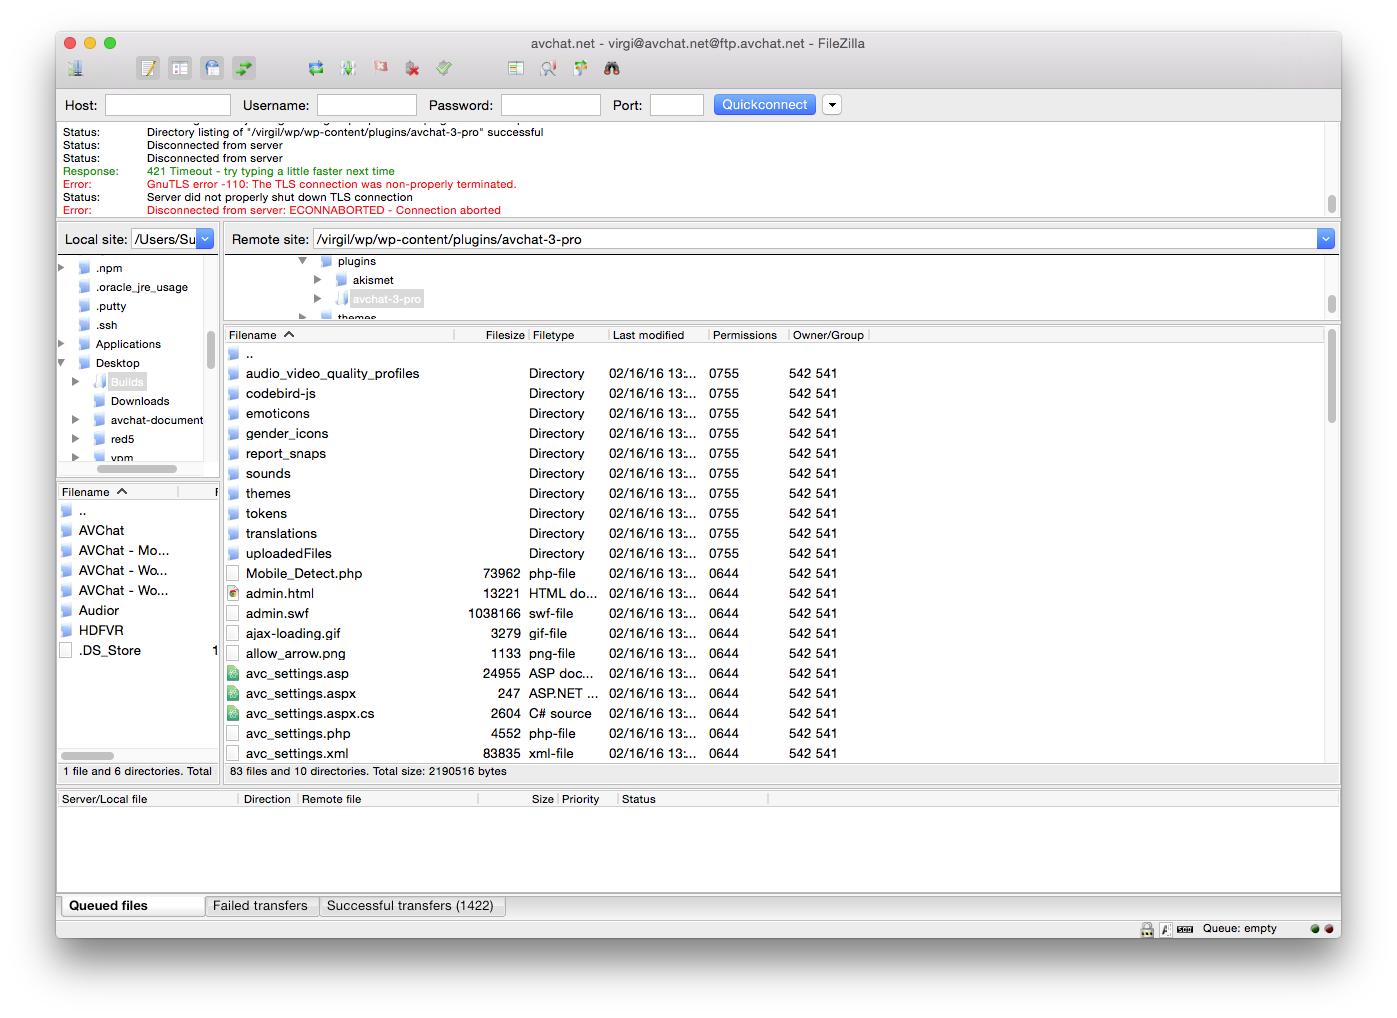 avchat.net - virgi@avchat.net@ftp.avchat.net - FileZilla
Host: Username: Password: Port: Quickconnect
Status: Directory listing of "/virgil/wp/wp-content/plugins/avchat-3-pro" successful
Status: Disconnected from server
Status: Disconnected from server
Response: 421 Timeout - try typing a little faster next time
Error: GnuTLS error -110: The TLS connection was non-properly terminated.
Status: Server did not properly shut down TLS connection
Error: Disconnected from server: ECONNABORTED - Connection aborted
Local site: /Users/Su
.npm
.oracle_jre_usage
.putty
.ssh
Applications
Desktop
Builds
Downloads
avchat-document
red5
vpm
Filename F
..
AVChat
AVChat - Mo...
AVChat - Wo...
AVChat - Wo...
Audior
HDFVR
.DS_Store 1
1 file and 6 directories. Total
Remote site: /virgil/wp/wp-content/plugins/avchat-3-pro
plugins
akismet
avchat-3-pro
themes
Filename Filesize Filetype Last modified Permissions Owner/Group
..
audio_video_quality_profiles Directory 02/16/16 13:... 0755 542 541
codebird-js Directory 02/16/16 13:... 0755 542 541
emoticons Directory 02/16/16 13:... 0755 542 541
gender_icons Directory 02/16/16 13:... 0755 542 541
report_snaps Directory 02/16/16 13:... 0755 542 541
sounds Directory 02/16/16 13:... 0755 542 541
themes Directory 02/16/16 13:... 0755 542 541
tokens Directory 02/16/16 13:... 0755 542 541
translations Directory 02/16/16 13:... 0755 542 541
uploadedFiles Directory 02/16/16 13:... 0755 542 541
Mobile_Detect.php 73962 php-file 02/16/16 13:... 0644 542 541
admin.html 13221 HTML do... 02/16/16 13:... 0644 542 541
admin.swf 1038166 swf-file 02/16/16 13:... 0644 542 541
ajax-loading.gif 3279 gif-file 02/16/16 13:... 0644 542 541
allow_arrow.png 1133 png-file 02/16/16 13:... 0644 542 541
avc_settings.asp 24955 ASP doc... 02/16/16 13:... 0644 542 541
avc_settings.aspx 247 ASP.NET ... 02/16/16 13:... 0644 542 541
avc_settings.aspx.cs 2604 C# source 02/16/16 13:... 0644 542 541
avc_settings.php 4552 php-file 02/16/16 13:... 0644 542 541
avc_settings.xml 83835 xml-file 02/16/16 13:... 0644 542 541
83 files and 10 directories. Total size: 2190516 bytes
Server/Local file Direction Remote file Size Priority Status
Queued files Failed transfers Successful transfers (1422)
Queue: empty